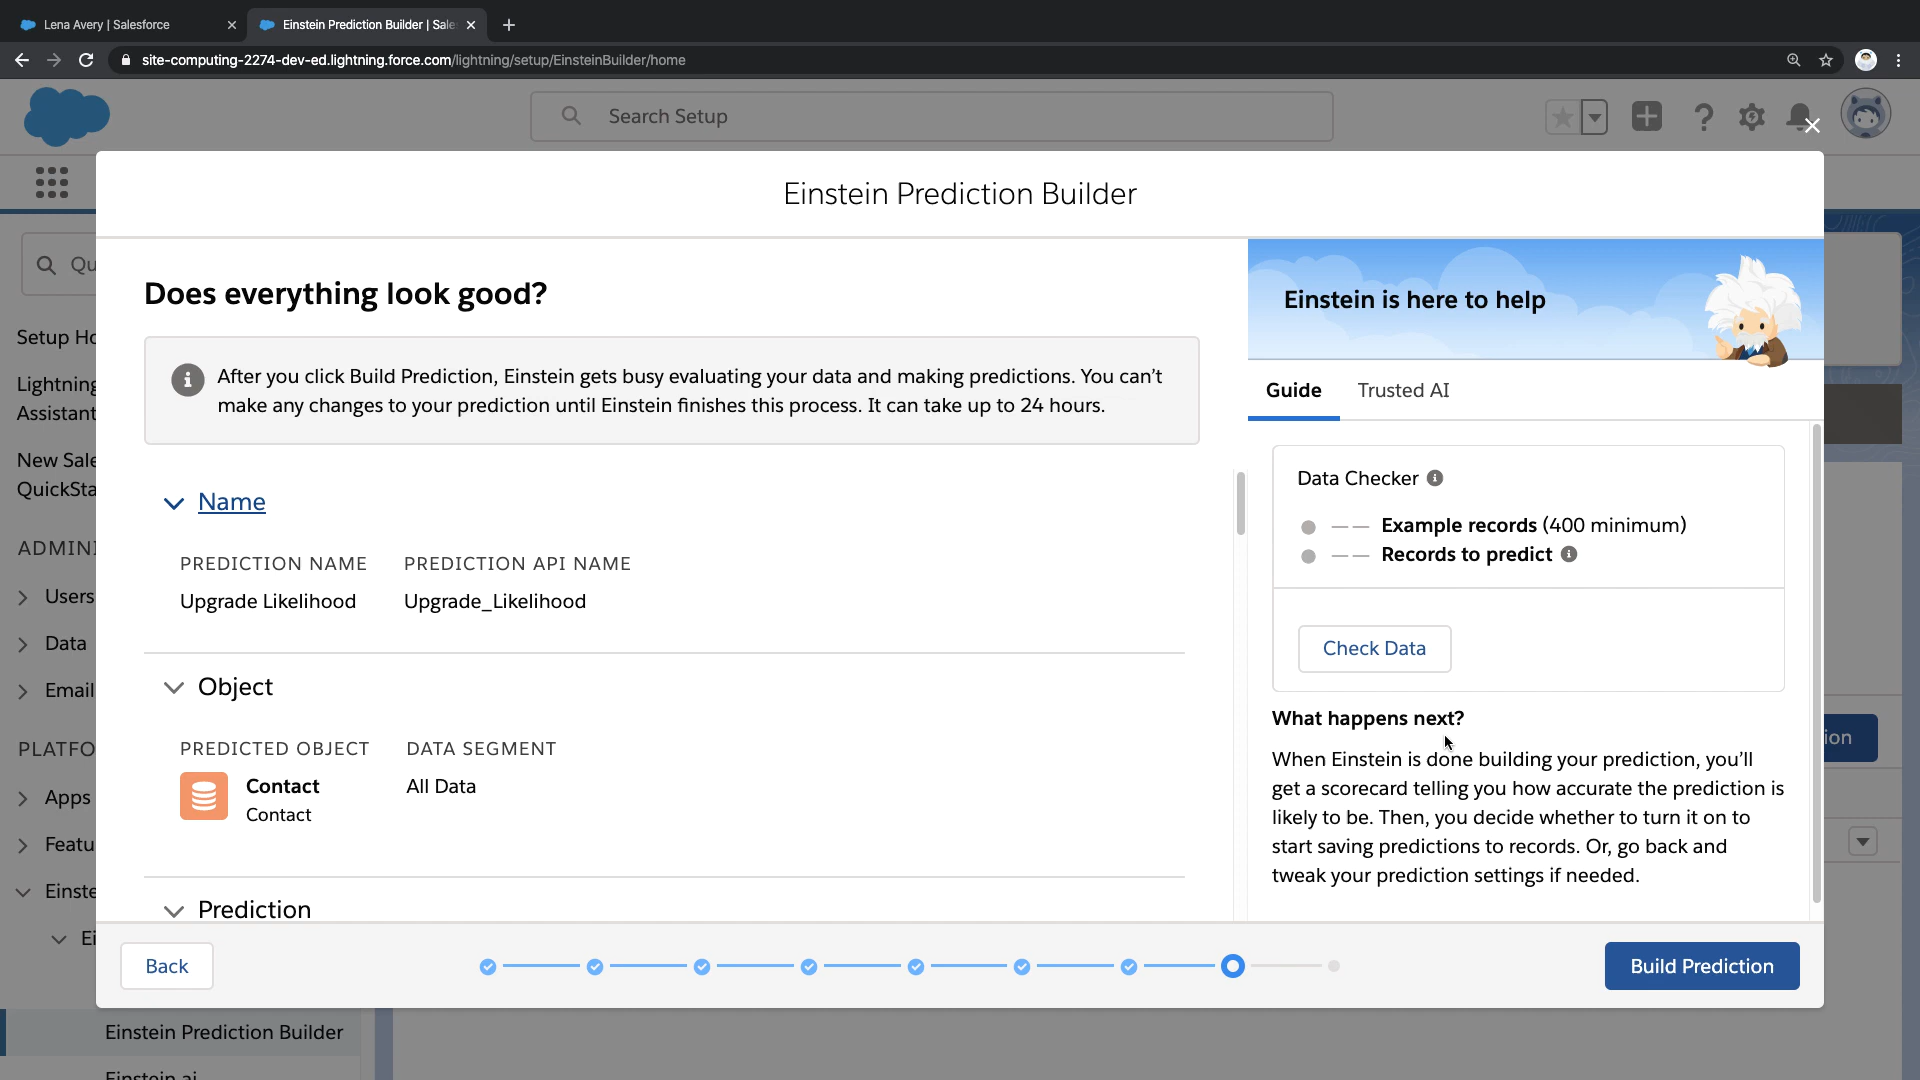 Lena Avery | Salesforce
Einstein Prediction Builder | Sale
site-computing-2274-dev-ed.lightning.force.com/lightning/setup/EinsteinBuilder/home
Search Setup
Einstein Prediction Builder
Qu
Setup Ho
Lightning
Assistant
New Sale
QuickSta
ADMINI
Users
Data
Email
PLATFO
Apps
Featu
Einste
Ei
Einstein Prediction Builder
Einstein.ai
Does everything look good?
After you click Build Prediction, Einstein gets busy evaluating your data and making predictions. You can't
make any changes to your prediction until Einstein finishes this process. It can take up to 24 hours.
Name
PREDICTION NAME PREDICTION API NAME
Upgrade Likelihood Upgrade_Likelihood
Object
PREDICTED OBJECT DATA SEGMENT
Contact All Data
Contact
Prediction
Einstein is here to help
Guide Trusted AI
Data Checker
-- Example records (400 minimum)
-- Records to predict
Check Data
What happens next?
When Einstein is done building your prediction, you'll
get a scorecard telling you how accurate the prediction is
likely to be. Then, you decide whether to turn it on to
start saving predictions to records. Or, go back and
tweak your prediction settings if needed.
ion
Back
Build Prediction